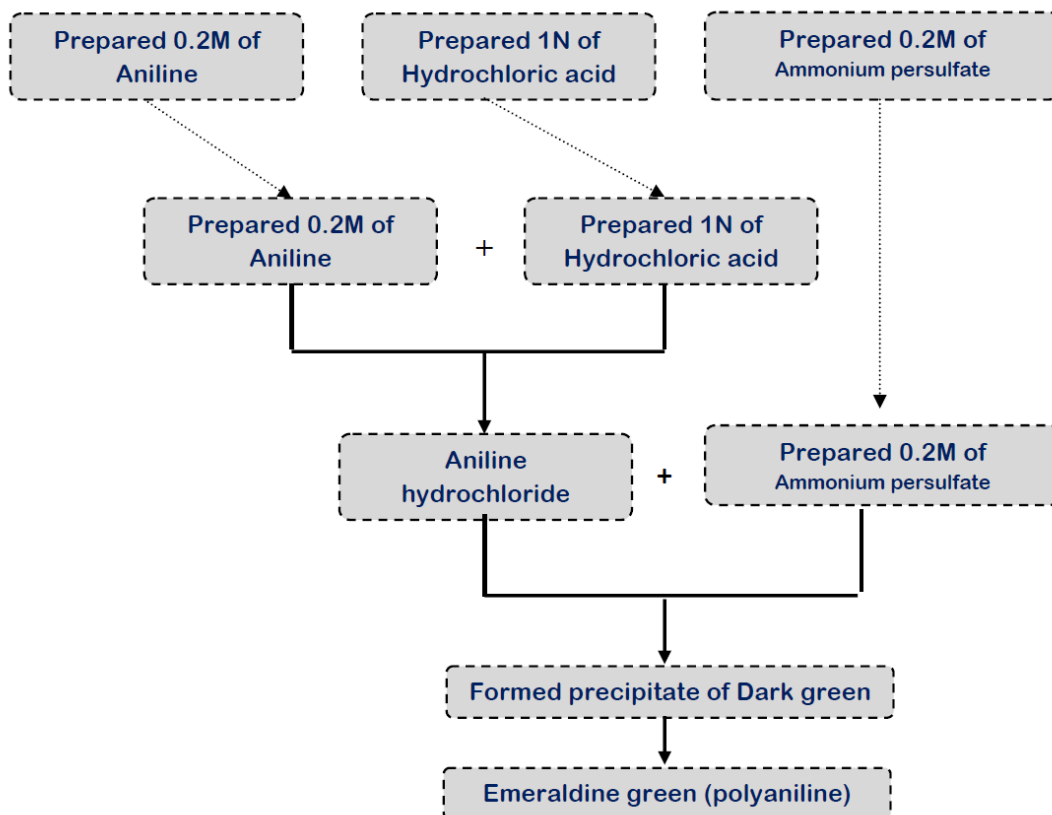 Prepared 0.2M of
Aniline
Prepared 1N of
Hydrochloric acid
Prepared 0.2M of
Ammonium persulfate
Prepared 0.2M of
Aniline
+
Prepared 1N of
Hydrochloric acid
Aniline
hydrochloride
+
Prepared 0.2M of
Ammonium persulfate
Formed precipitate of Dark green
Emeraldine green (polyaniline)